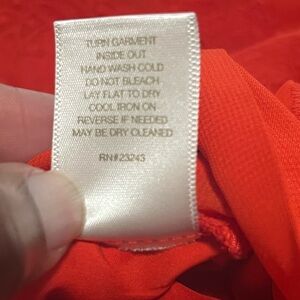 TURN GARMENT
INSIDE OUT
HAND WASH COLD
DO NOT BLEACH
LAY FLAT TO DRY
COOL IRON ON
REVERSE IF NEEDED
MAY BE DRY CLEANED
RN#23243